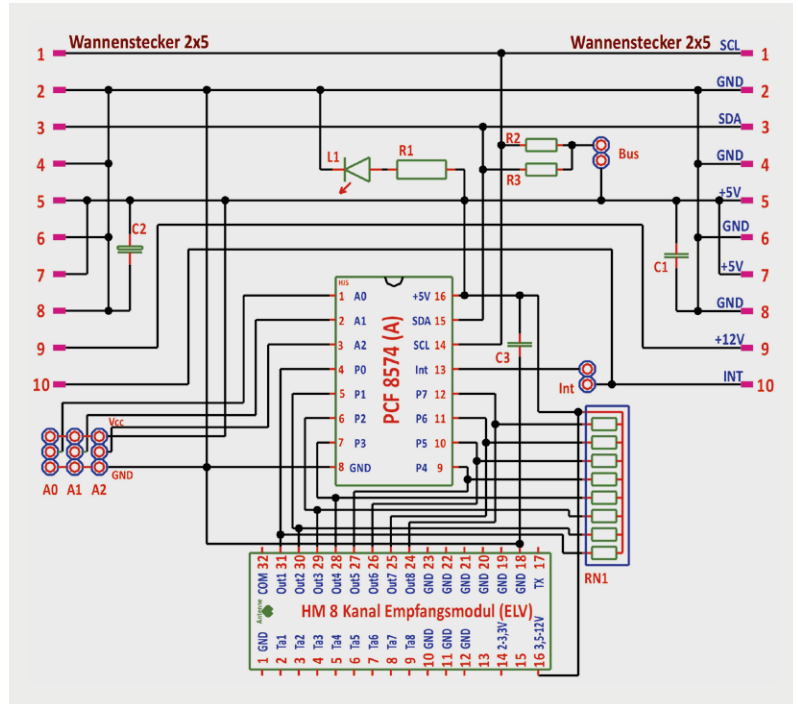 Wannenstecker 2x5
Wannenstecker 2x5
1 SCL 1
2 GND 2
3 SDA 3
4 GND 4
5 +5V 5
6 GND 6
7 +5V 7
8 GND 8
9 +12V 9
10 INT 10
L1 R1
R2
R3
Bus
C2
C1
C3
HJS
PCF 8574 (A)
1 A0 +5V 16
2 A1 SDA 15
3 A2 SCL 14
4 P0 Int 13
5 P1 P7 12
6 P2 P6 11
7 P3 P5 10
8 GND P4 9
Int
Vcc
GND
A0 A1 A2
RN1
32 31 30 29 28 27 26 25 24 23 22 21 20 19 18 17
COM Out1 Out2 Out3 Out4 Out5 Out6 Out7 Out8 GND GND GND GND GND GND TX
Antenne
HM 8 Kanal Empfangsmodul (ELV)
GND Ta1 Ta2 Ta3 Ta4 Ta5 Ta6 Ta7 Ta8 GND GND GND 2-3,3V 3,5-12V
1 2 3 4 5 6 7 8 9 10 11 12 13 14 15 16